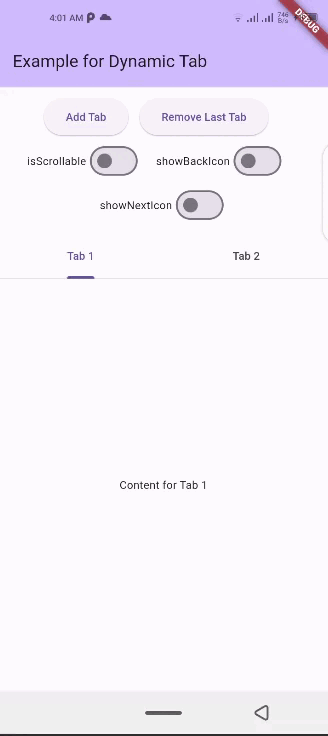 4:01 AM
746
B/s
DEBUG
Example for Dynamic Tab
Add Tab
Remove Last Tab
isScrollable
showBackIcon
showNextIcon
Tab 1
Tab 2
Content for Tab 1